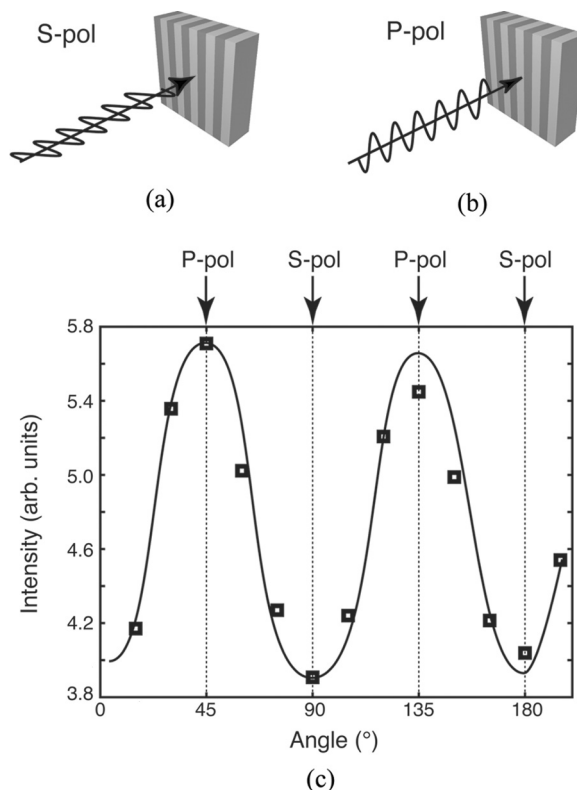 S-pol
P-pol
(a)
(b)
P-pol S-pol P-pol S-pol
5.8
5.4
5.0
4.6
4.2
3.8
Intensity (arb. units)
0 45 90 135 180
Angle (°)
(c)